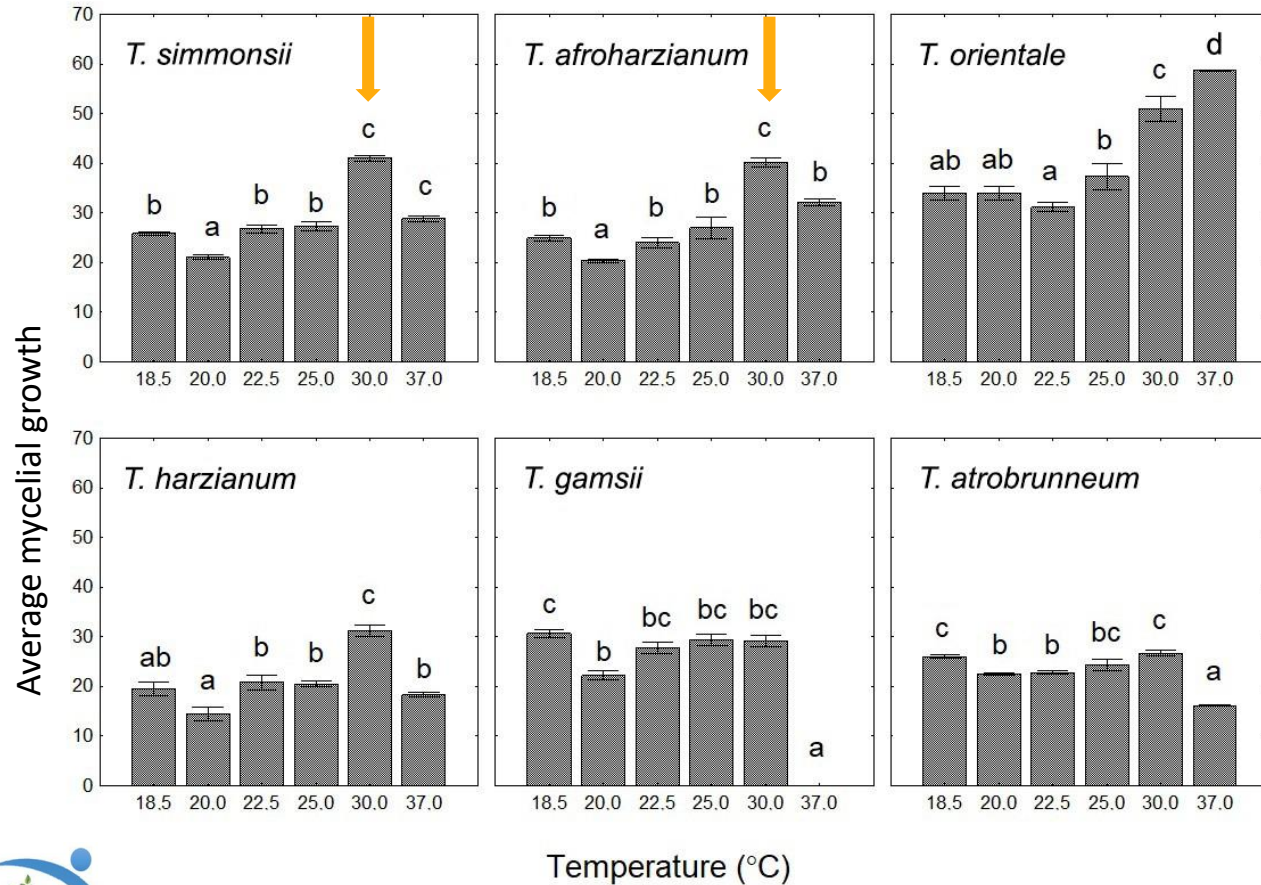 Average mycelial growth
70
60
50
40
30
20
10
0
T. simmonsii
b
a
b
b
c
c
18.5 20.0 22.5 25.0 30.0 37.0
T. afroharzianum
b
a
b
b
c
b
18.5 20.0 22.5 25.0 30.0 37.0
T. orientale
ab
ab
a
b
c
d
18.5 20.0 22.5 25.0 30.0 37.0
70
60
50
40
30
20
10
0
T. harzianum
ab
a
b
b
c
b
18.5 20.0 22.5 25.0 30.0 37.0
T. gamsii
c
b
bc
bc
bc
a
18.5 20.0 22.5 25.0 30.0 37.0
T. atrobrunneum
c
b
b
bc
c
a
18.5 20.0 22.5 25.0 30.0 37.0
Temperature (°C)